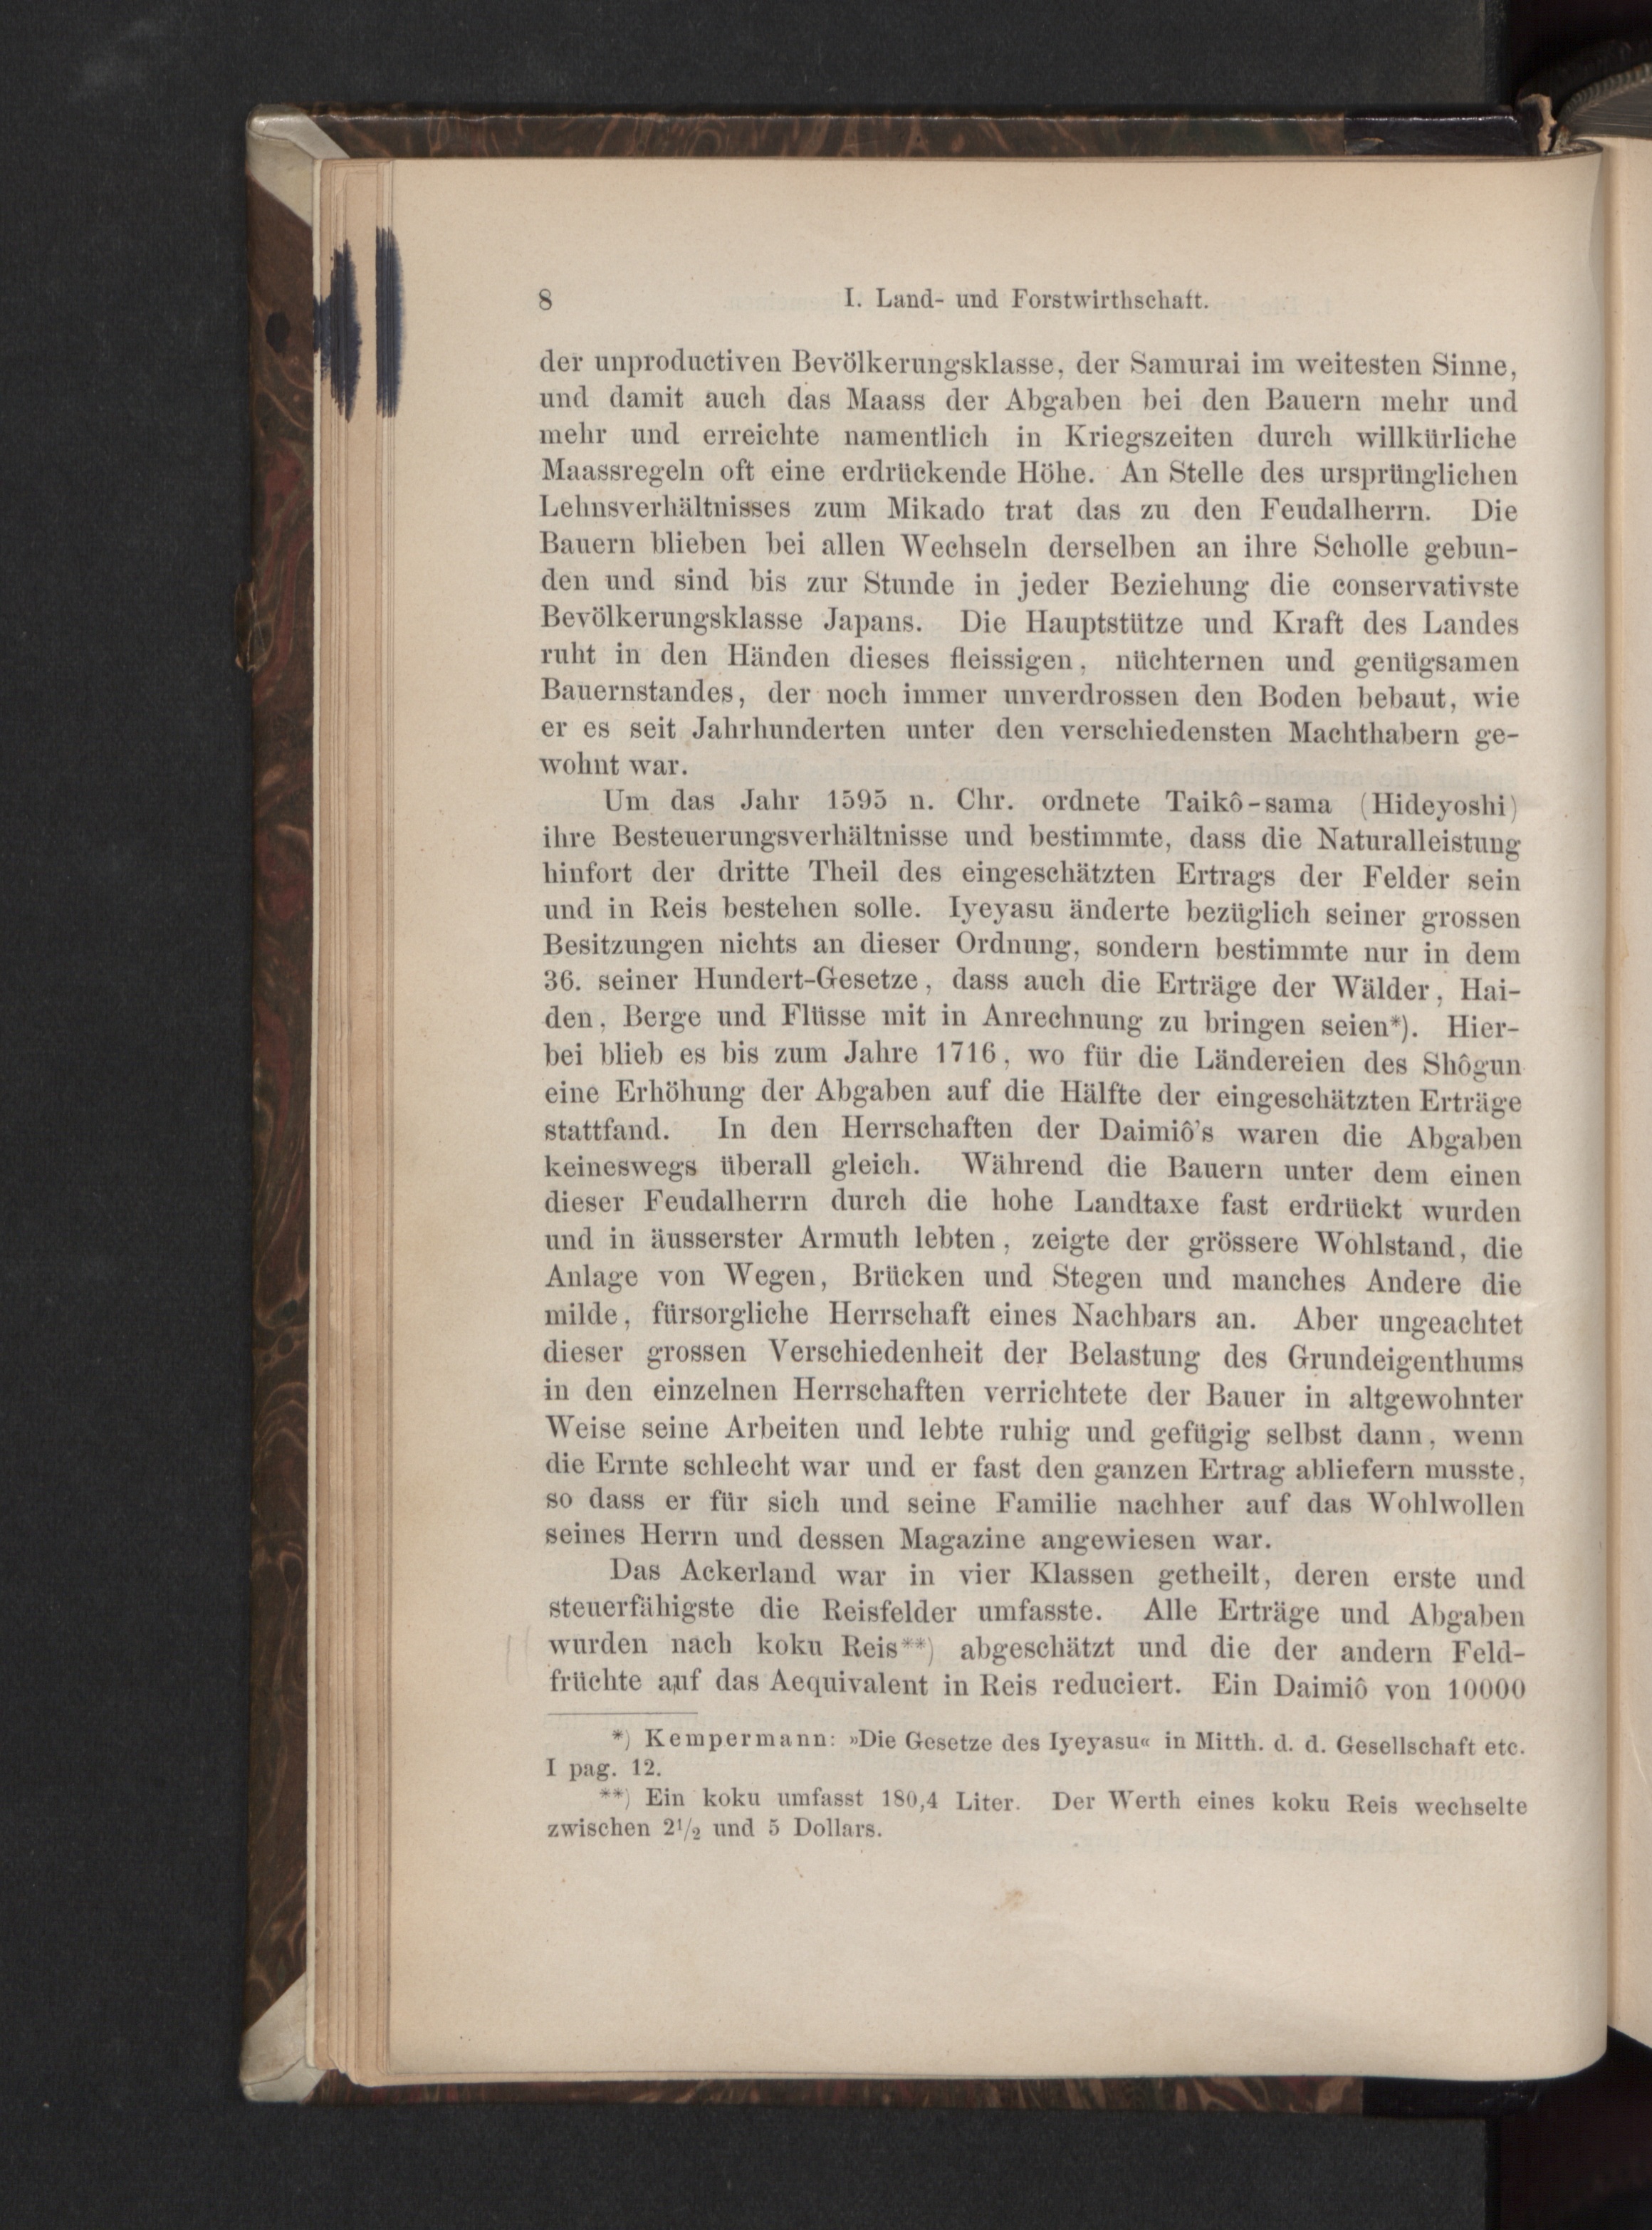 8 I. Land- und Forstwirthschaft.
der unproductiven Bevölkerungsklasse, der Samurai im weitesten Sinne,
und damit auch das Maass der Abgaben bei den Bauern mehr und
mehr und erreichte namentlich in Kriegszeiten durch willkürliche
Maassregeln oft eine erdrückende Höhe. An Stelle des ursprünglichen
Lehnsverhältnisses zum Mikado trat das zu den Feudalherrn. Die
Bauern blieben bei allen Wechseln derselben an ihre Scholle gebun-
den und sind bis zur Stunde in jeder Beziehung die conservativste
Bevölkerungsklasse Japans. Die Hauptstütze und Kraft des Landes
ruht in den Händen dieses fleissigen, nüchternen und genügsamen
Bauernstandes, der noch immer unverdrossen den Boden bebaut, wie
er es seit Jahrhunderten unter den verschiedensten Machthabern ge-
wohnt war.
Um das Jahr 1595 n. Chr. ordnete Taikô-sama (Hideyoshi)
ihre Besteuerungsverhältnisse und bestimmte, dass die Naturalleistung
hinfort der dritte Theil des eingeschätzten Ertrags der Felder sein
und in Reis bestehen solle. Iyeyasu änderte bezüglich seiner grossen
Besitzungen nichts an dieser Ordnung, sondern bestimmte nur in dem
36. seiner Hundert-Gesetze, dass auch die Erträge der Wälder, Hai-
den, Berge und Flüsse mit in Anrechnung zu bringen seien*). Hier-
bei blieb es bis zum Jahre 1716, wo für die Ländereien des Shôgun
eine Erhöhung der Abgaben auf die Hälfte der eingeschätzten Erträge
stattfand. In den Herrschaften der Daimiô's waren die Abgaben
keineswegs überall gleich. Während die Bauern unter dem einen
dieser Feudalherrn durch die hohe Landtaxe fast erdrückt wurden
und in äusserster Armuth lebten, zeigte der grössere Wohlstand, die
Anlage von Wegen, Brücken und Stegen und manches Andere die
milde, fürsorgliche Herrschaft eines Nachbars an. Aber ungeachtet
dieser grossen Verschiedenheit der Belastung des Grundeigenthums
in den einzelnen Herrschaften verrichtete der Bauer in altgewohnter
Weise seine Arbeiten und lebte ruhig und gefügig selbst dann, wenn
die Ernte schlecht war und er fast den ganzen Ertrag abliefern musste,
so dass er für sich und seine Familie nachher auf das Wohlwollen
seines Herrn und dessen Magazine angewiesen war.
Das Ackerland war in vier Klassen getheilt, deren erste und
steuerfähigste die Reisfelder umfasste. Alle Erträge und Abgaben
wurden nach koku Reis**) abgeschätzt und die der andern Feld-
früchte auf das Aequivalent in Reis reduciert. Ein Daimiô von 10000
*) Kempermann: »Die Gesetze des Iyeyasu« in Mitth. d. d. Gesellschaft etc.
I pag. 12.
**) Ein koku umfasst 180,4 Liter. Der Werth eines koku Reis wechselte
zwischen 2 1/2 und 5 Dollars.